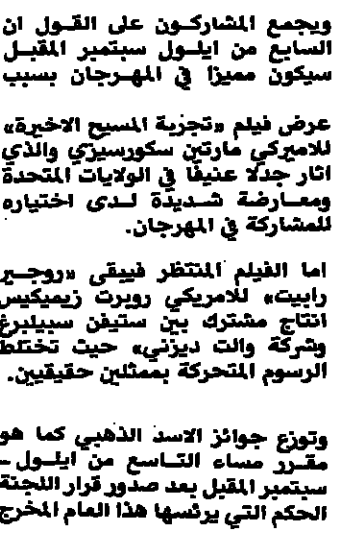 ويجمع المشاركون على القول ان
السابع من ايلول سبتمبر المقبل
سيكون مميزا في المهرجان بسبب
عرض فيلم «تجربة المسيح الاخيرة»
للاميركي مارتن سكورسيزي والذي
اثار جدلا عنيفا في الولايات المتحدة
ومعارضة شديدة لدى اختياره
للمشاركة في المهرجان.
اما الفيلم المنتظر فيبقى «روجير
رابيت» للامريكي روبرت زيميكيس
انتاج مشترك بين ستيفن سبيلبرغ
وشركة والت ديزني» حيث تختلط
الرسوم المتحركة بممثلين حقيقيين.
وتوزع جوائز الاسد الذهبي كما هو
مقرر مساء التاسع من ايلول -
سبتمبر المقبل بعد صدور قرار اللجنة
الحكم التي يرئسها هذا العام المخرج